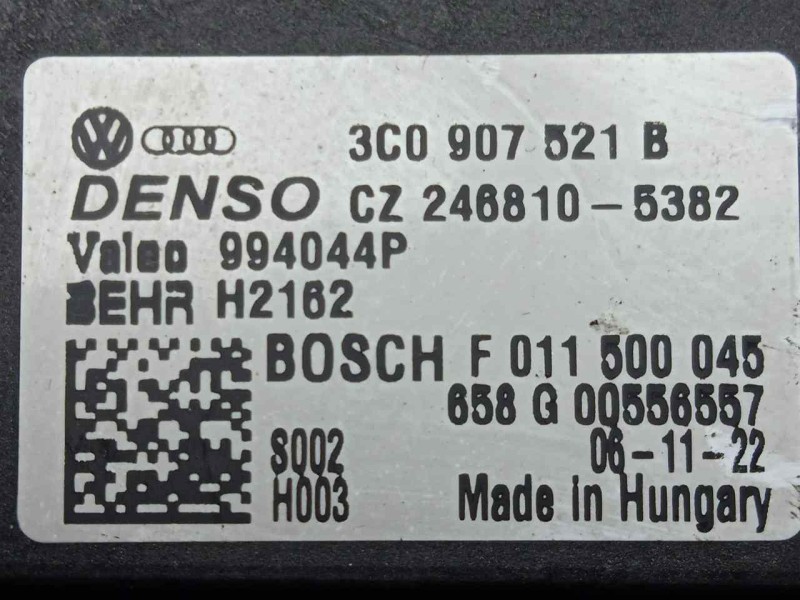 3C0 907 521 B
DENSO CZ 246810-5382
Valeo 994044P
BEHR H2162
BOSCH F 011 500 045
658 G 00556557
S002 06-11-22
H003 Made in Hungary